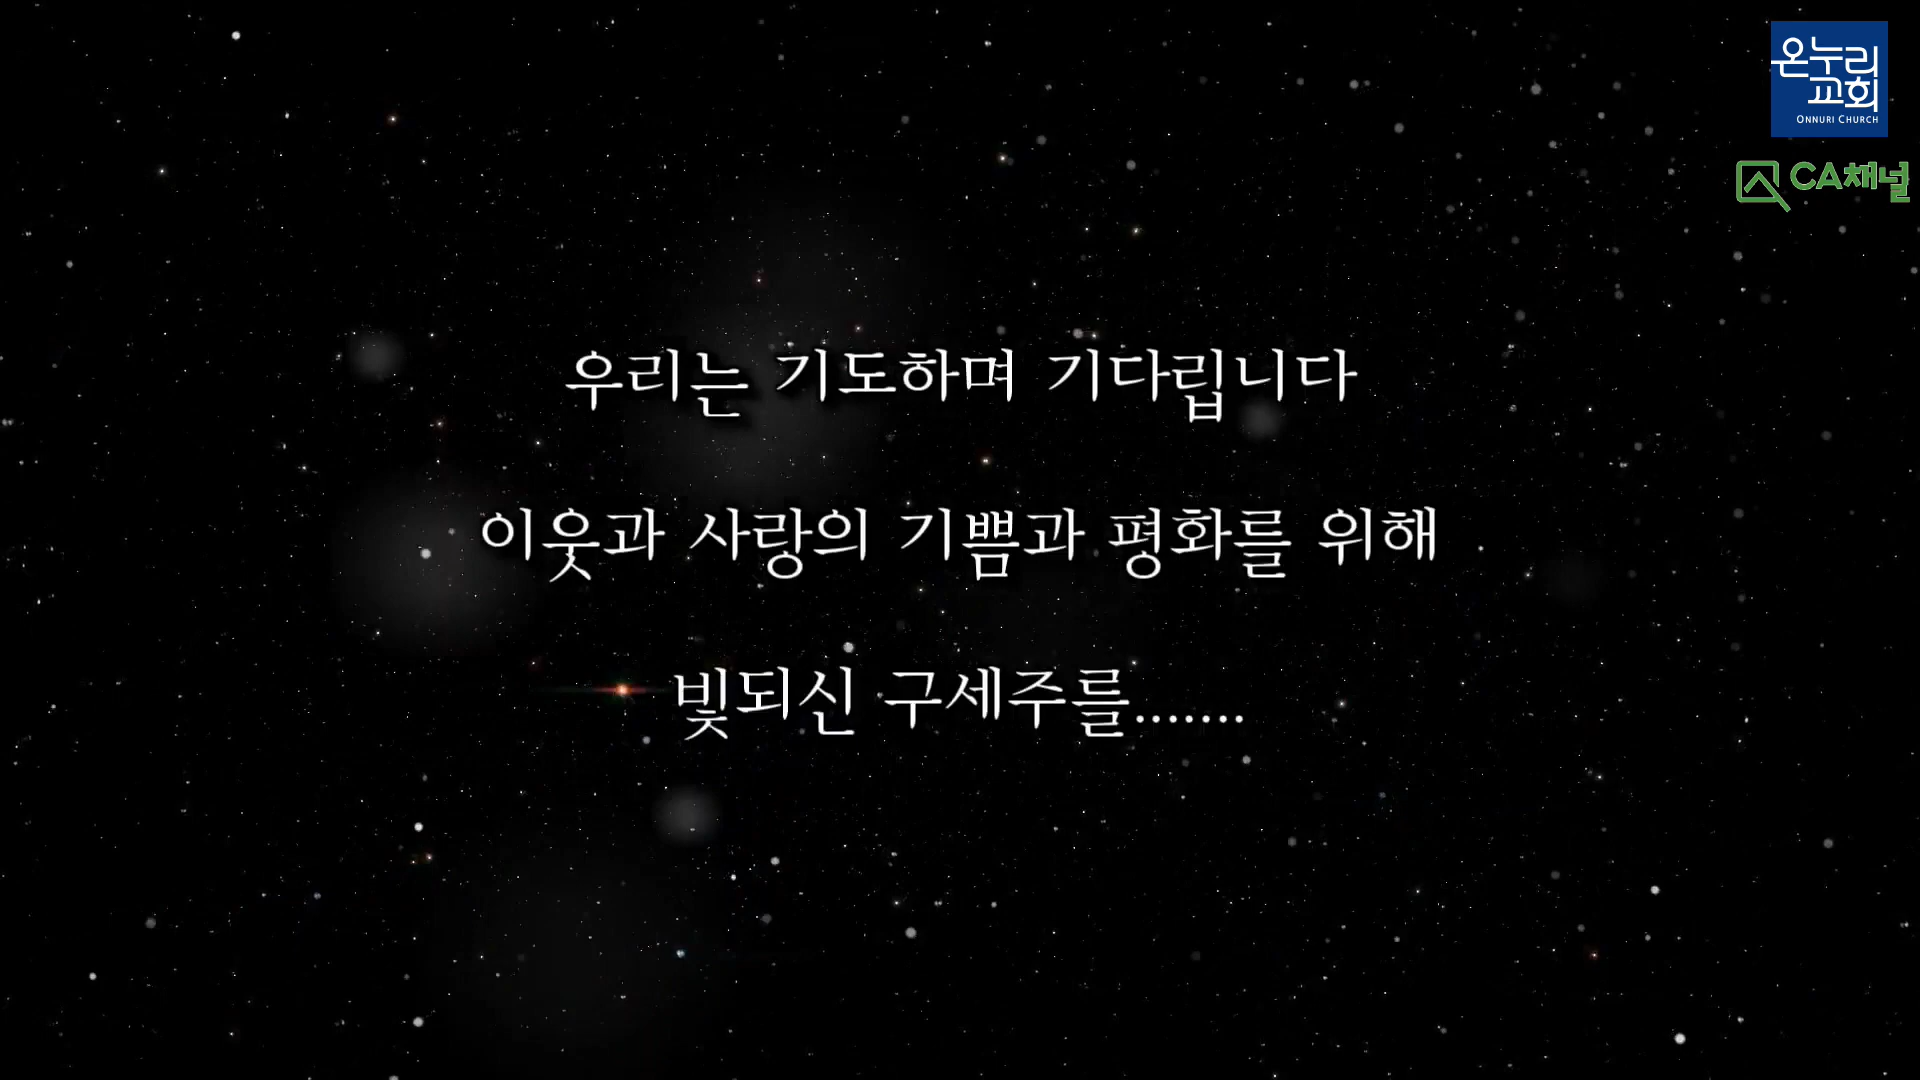 온누리
교회
ONNURI CHURCH
CA채널
우리는 기도하며 기다립니다
이웃과 사랑의 기쁨과 평화를 위해
빛되신 구세주를.......